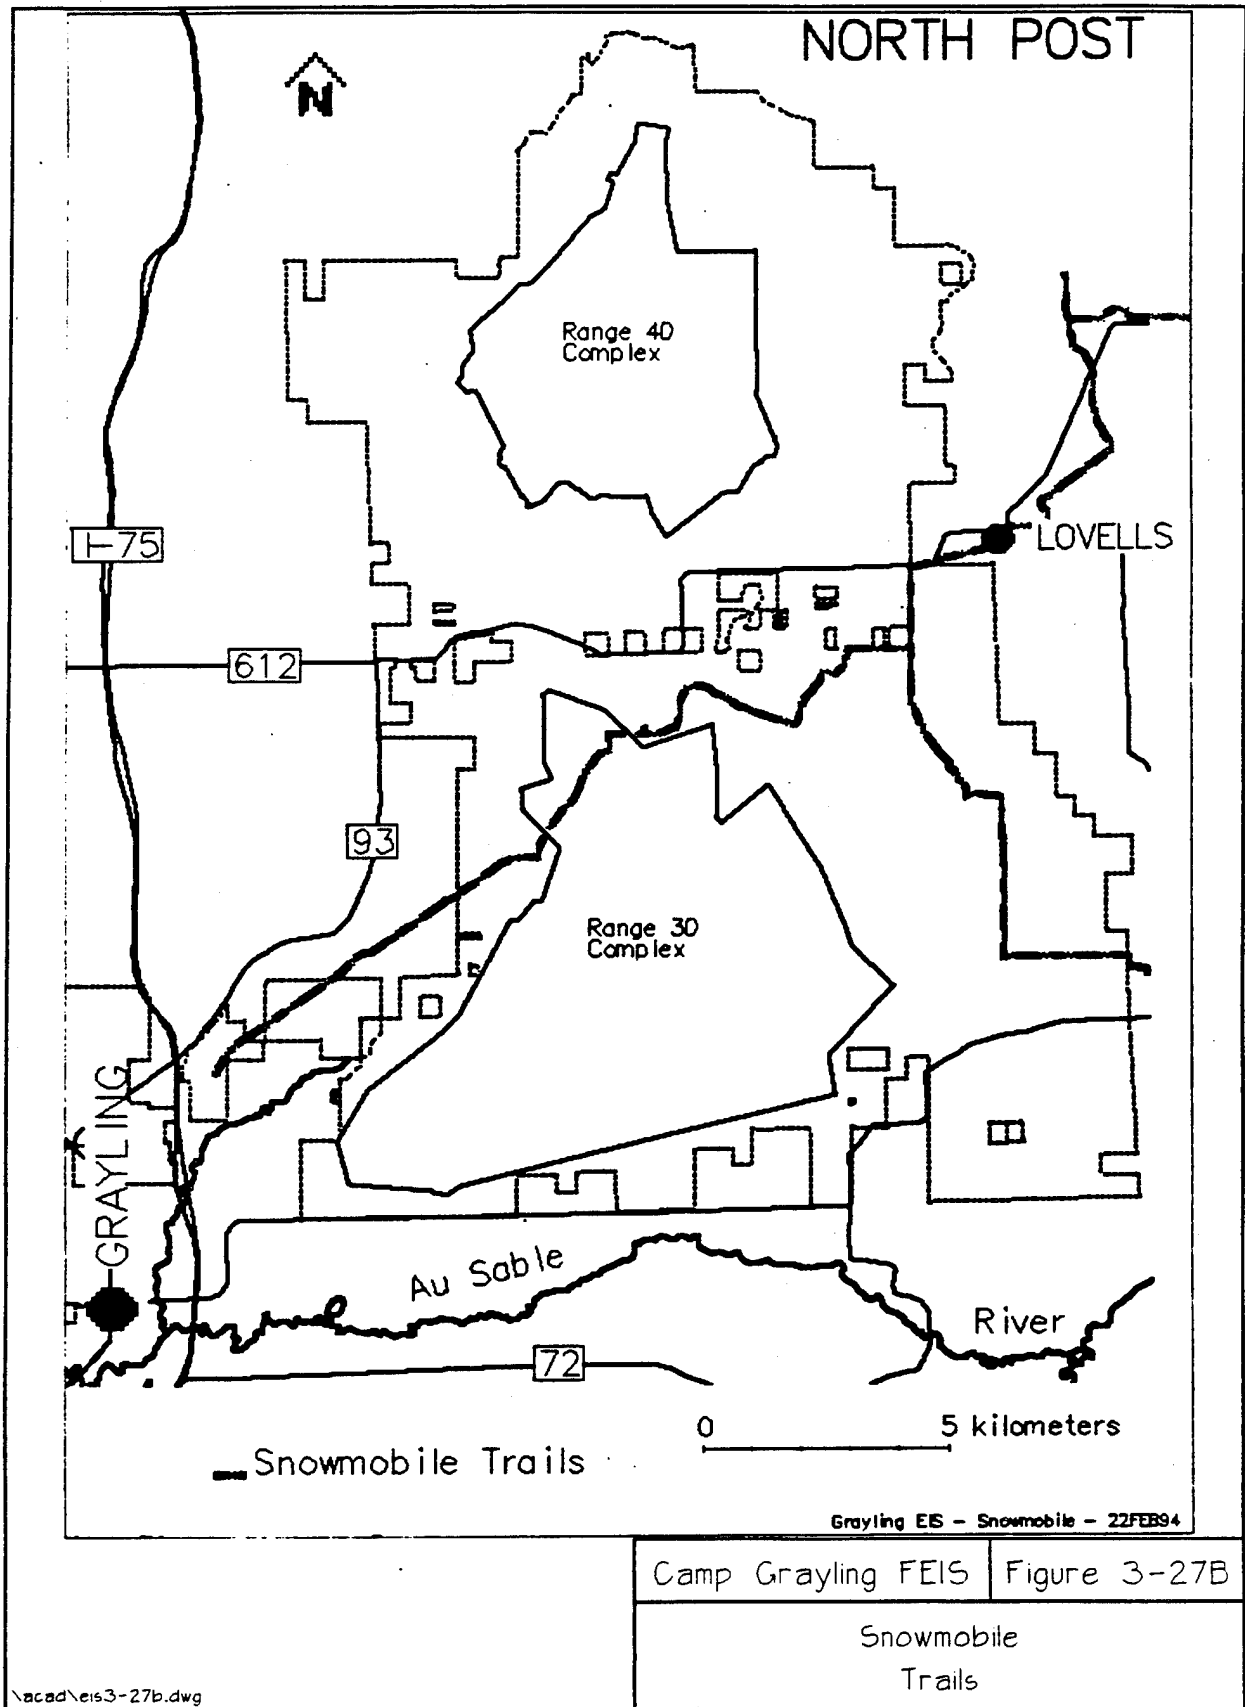 NORTH POST
N
Range 40
Complex
I-75
LOVELLS
612
93
Range 30
Complex
GRAYLING
Au Sable
River
72
0 5 kilometers
Snowmobile Trails
Grayling EIS - Snowmobile - 22FEB94
Camp Grayling FEIS
Figure 3-27B
Snowmobile
Trails
\acad\eis3-27b.dwg